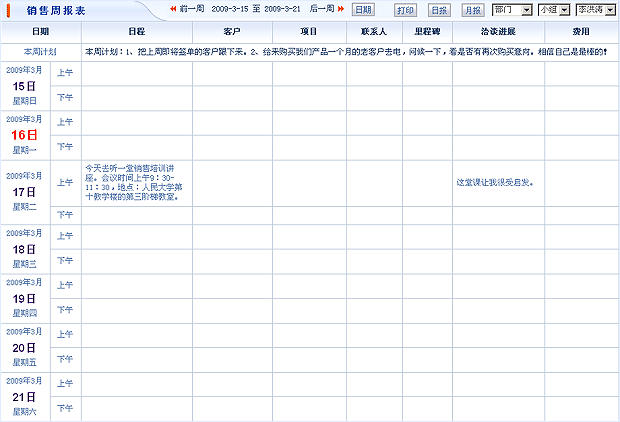 销售周报表
前一周 2009-3-15 至 2009-3-21 后一周 日期 打印 日报 月报 部门 小组 李洪涛
日期 日程 客户 项目 联系人 里程碑 洽谈进展 费用
本周计划 本周计划：1、把上周即将签单的客户跟下来。2、给来购买我们产品一个月的老客户去电，问候一下，看是否有再次购买意向。相信自己是最棒的！
2009年3月
15日
星期日
上午
下午
2009年3月
16日
星期一
上午
下午
2009年3月
17日
星期二
上午
今天去听一堂销售培训讲
座。会议时间上午9：30-
11：30，地点：人民大学第
十教学楼的第三阶梯教室。
这堂课让我很受启发。
下午
2009年3月
18日
星期三
上午
下午
2009年3月
19日
星期四
上午
下午
2009年3月
20日
星期五
上午
下午
2009年3月
21日
星期六
上午
下午